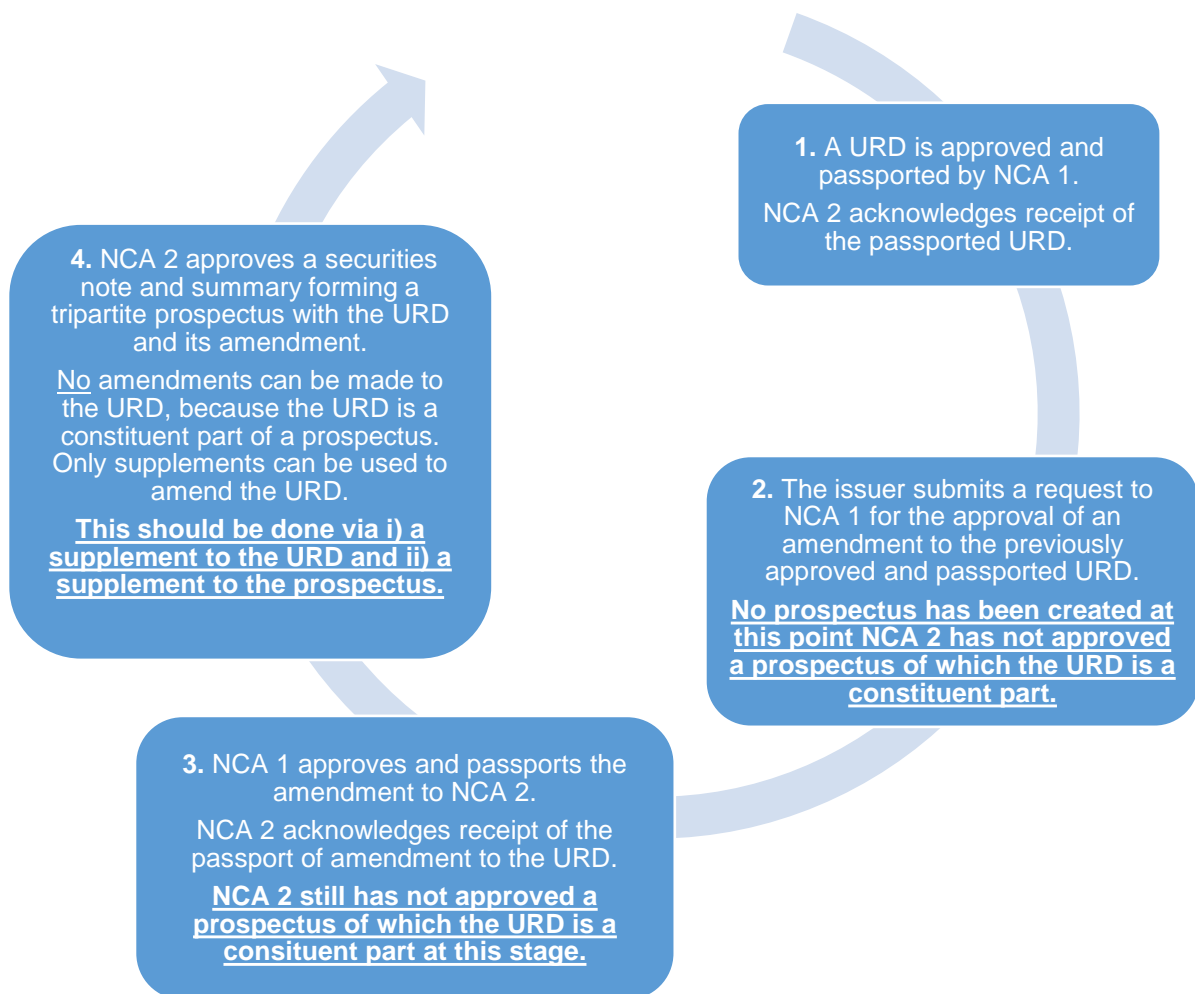 1. A URD is approved and
passported by NCA 1.
NCA 2 acknowledges receipt of
the passported URD.
2. The issuer submits a request to
NCA 1 for the approval of an
amendment to the previously
approved and passported URD.
No prospectus has been created at
this point NCA 2 has not approved
a prospectus of which the URD is a
constituent part.
3. NCA 1 approves and passports the
amendment to NCA 2.
NCA 2 acknowledges receipt of the
passport of amendment to the URD.
NCA 2 still has not approved a
prospectus of which the URD is a
consituent part at this stage.
4. NCA 2 approves a securities
note and summary forming a
tripartite prospectus with the URD
and its amendment.
No amendments can be made to
the URD, because the URD is a
constituent part of a prospectus.
Only supplements can be used to
amend the URD.
This should be done via i) a
supplement to the URD and ii) a
supplement to the prospectus.